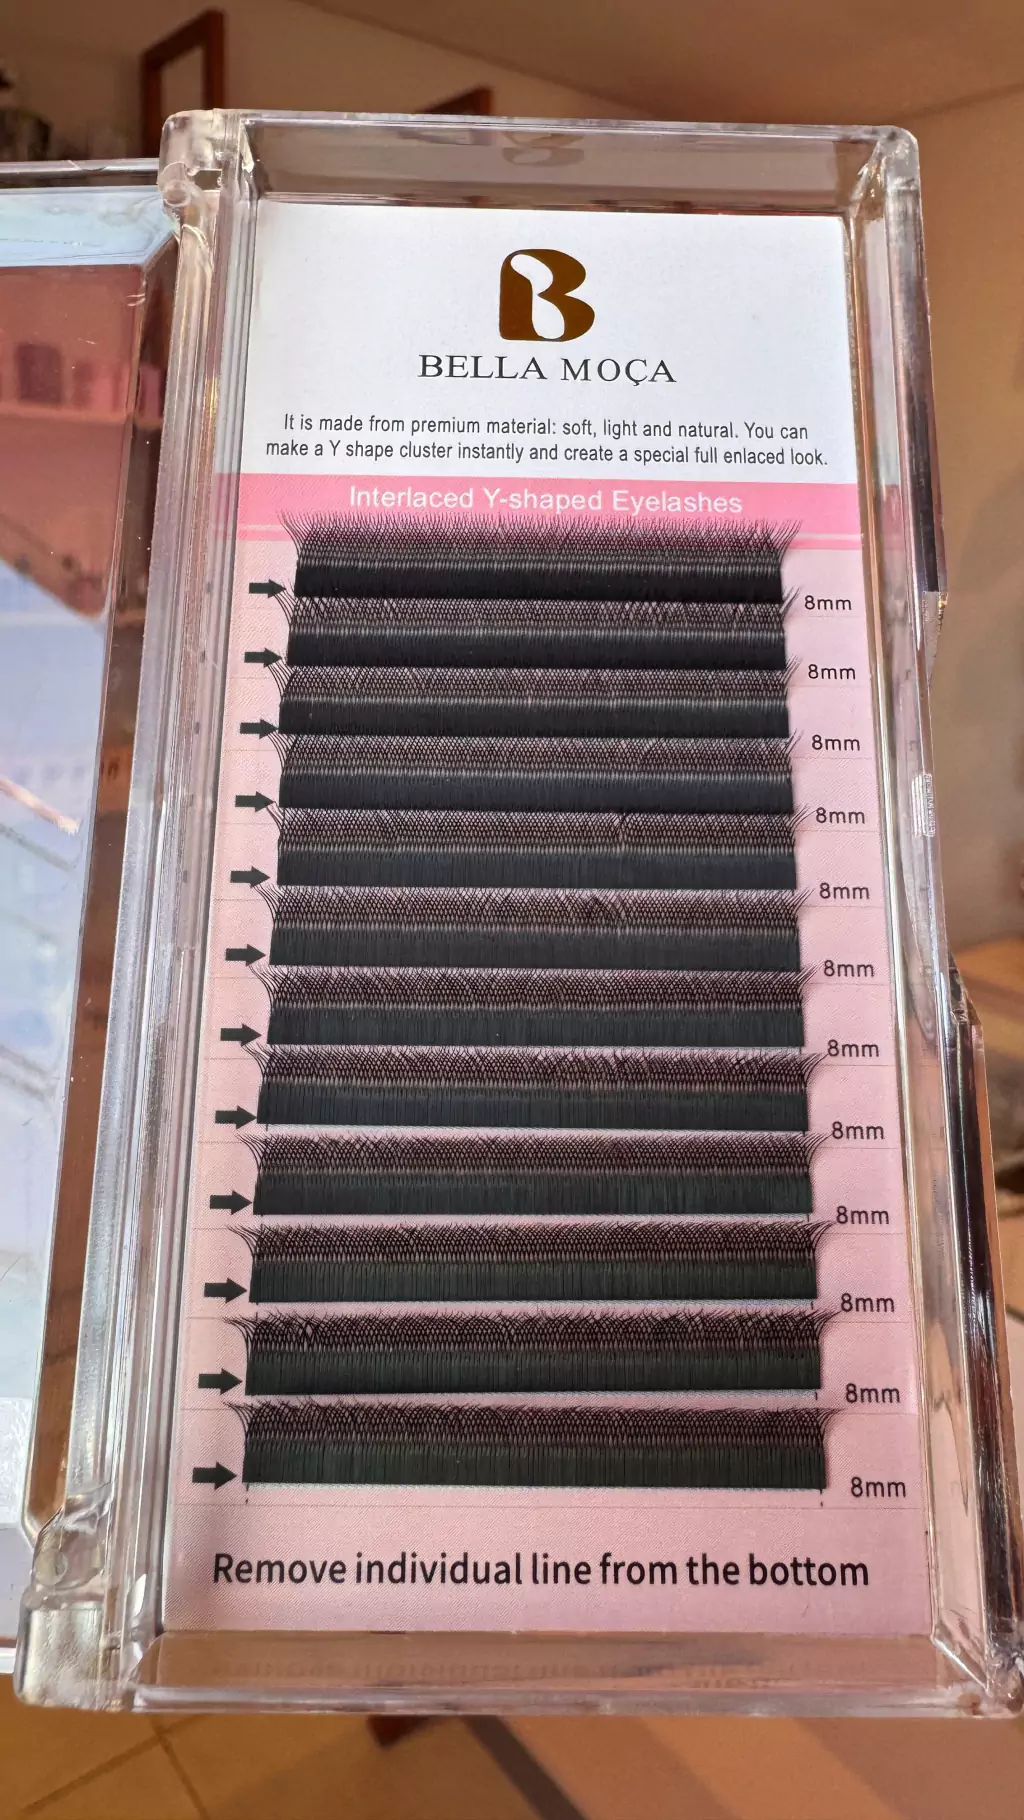 B
BELLA MOÇA
It is made from premium material: soft, light and natural. You can
make a Y shape cluster instantly and create a special full enlaced look.
Interlaced Y-shaped Eyelashes
8mm
8mm
8mm
8mm
8mm
8mm
8mm
8mm
8mm
8mm
8mm
8mm
Remove individual line from the bottom